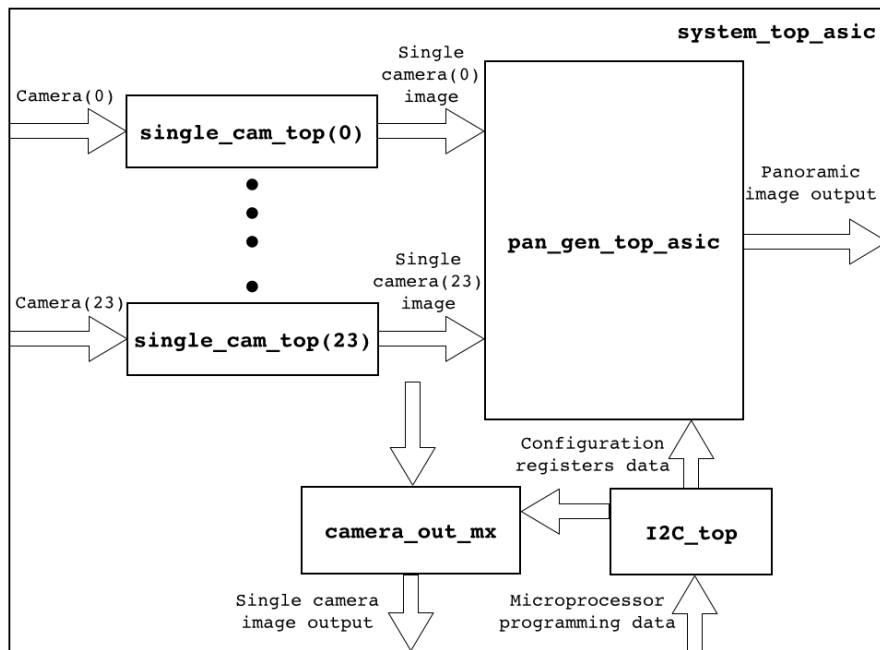 system_top_asic
Camera(0)
single_cam_top(0)
Single
camera(0)
image
pan_gen_top_asic
Panoramic
image output
Camera(23)
single_cam_top(23)
Single
camera(23)
image
Configuration
registers data
camera_out_mx
I2C_top
Single camera
image output
Microprocessor
programming data